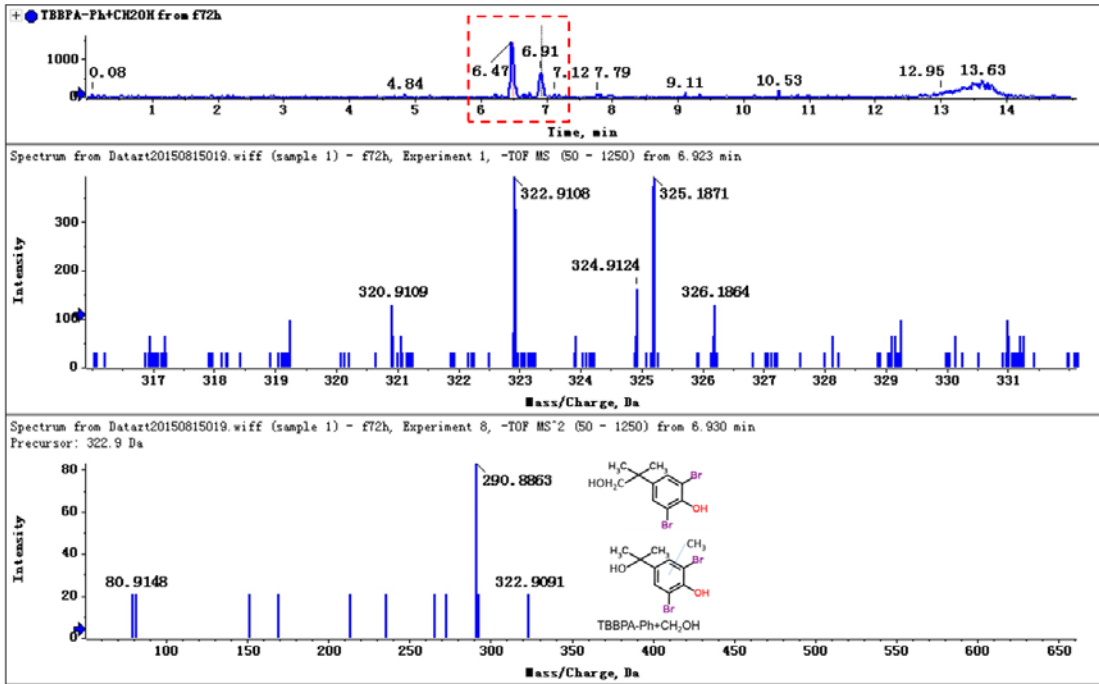 TBBPA-Ph+CH2OH from f72h
1000
0
0.08
4.84
6.47
6.91
7.12
7.79
9.11
10.53
12.95
13.63
1 2 3 4 5 6 7 8 9 10 11 12 13 14
Time, min
Spectrum from Datazt20150815019.wiff (sample 1) - f72h, Experiment 1, -TOF MS (50 - 1250) from 6.923 min
Intensity
300
200
100
0
322.9108
325.1871
324.9124
320.9109
326.1864
317 318 319 320 321 322 323 324 325 326 327 328 329 330 331
Mass/Charge, Da
Spectrum from Datazt20150815019.wiff (sample 1) - f72h, Experiment 8, -TOF MS^2 (50 - 1250) from 6.930 min
Precursor: 322.9 Da
Intensity
80
60
40
20
0
290.8863
80.9148
322.9091
H₃C CH₃
HOH₂C
Br
OH
Br
H₃C CH₃
CH₃
HO
Br
OH
Br
TBBPA-Ph+CH₂OH
100 150 200 250 300 350 400 450 500 550 600 650
Mass/Charge, Da